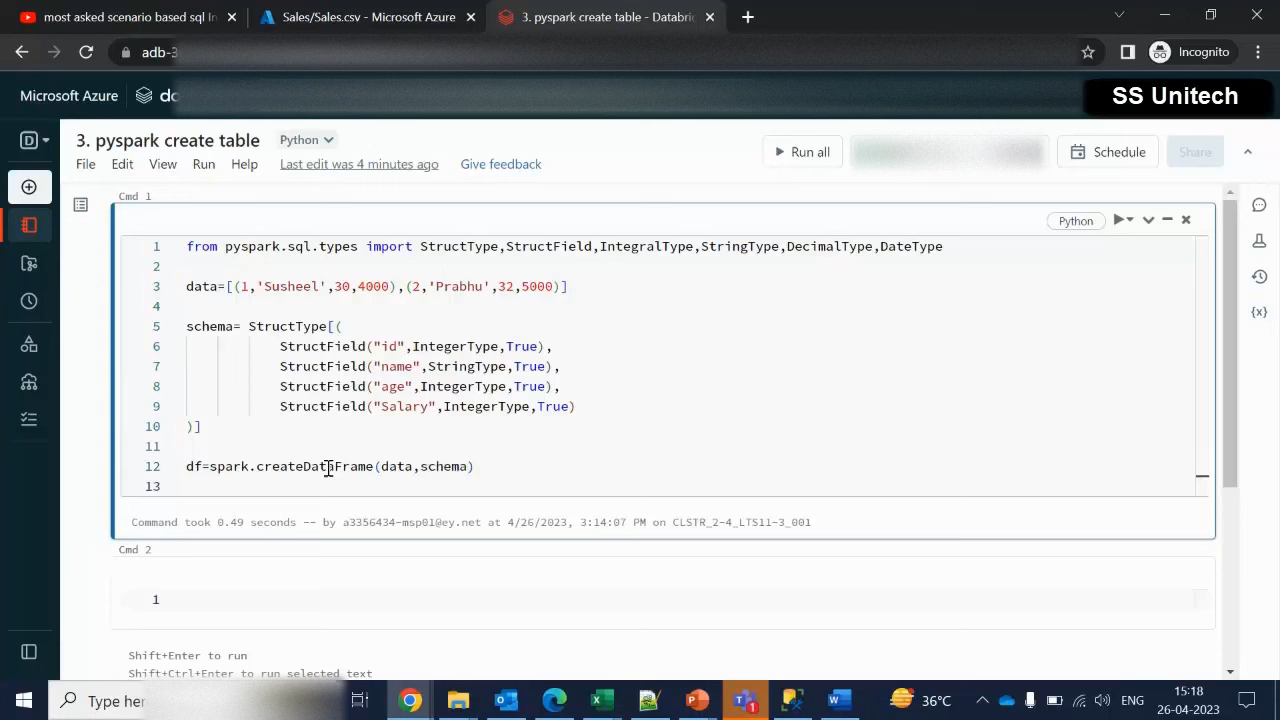 most asked scenario based sql In
Sales/Sales.csv - Microsoft Azure
3. pyspark create table - Databric
adb-3
Incognito
Microsoft Azure
SS Unitech
D
3. pyspark create table
Python
Run all
Schedule
Share
File Edit View Run Help Last edit was 4 minutes ago Give feedback
Cmd 1
Python
1 from pyspark.sql.types import StructType,StructField,IntegralType,StringType,DecimalType,DateType
2
3 data=[(1,'Susheel',30,4000),(2,'Prabhu',32,5000)]
4
5 schema= StructType[(
6 StructField("id",IntegerType,True),
7 StructField("name",StringType,True),
8 StructField("age",IntegerType,True),
9 StructField("Salary",IntegerType,True)
10 )]
11
12 df=spark.createDataFrame(data,schema)
13
Command took 0.49 seconds -- by a3356434-msp01@ey.net at 4/26/2023, 3:14:07 PM on CLSTR_2-4_LTS11-3_001
Cmd 2
1
Shift+Enter to run
Shift+Ctrl+Enter to run selected text
Type her
1
36°C
ENG
15:18
26-04-2023